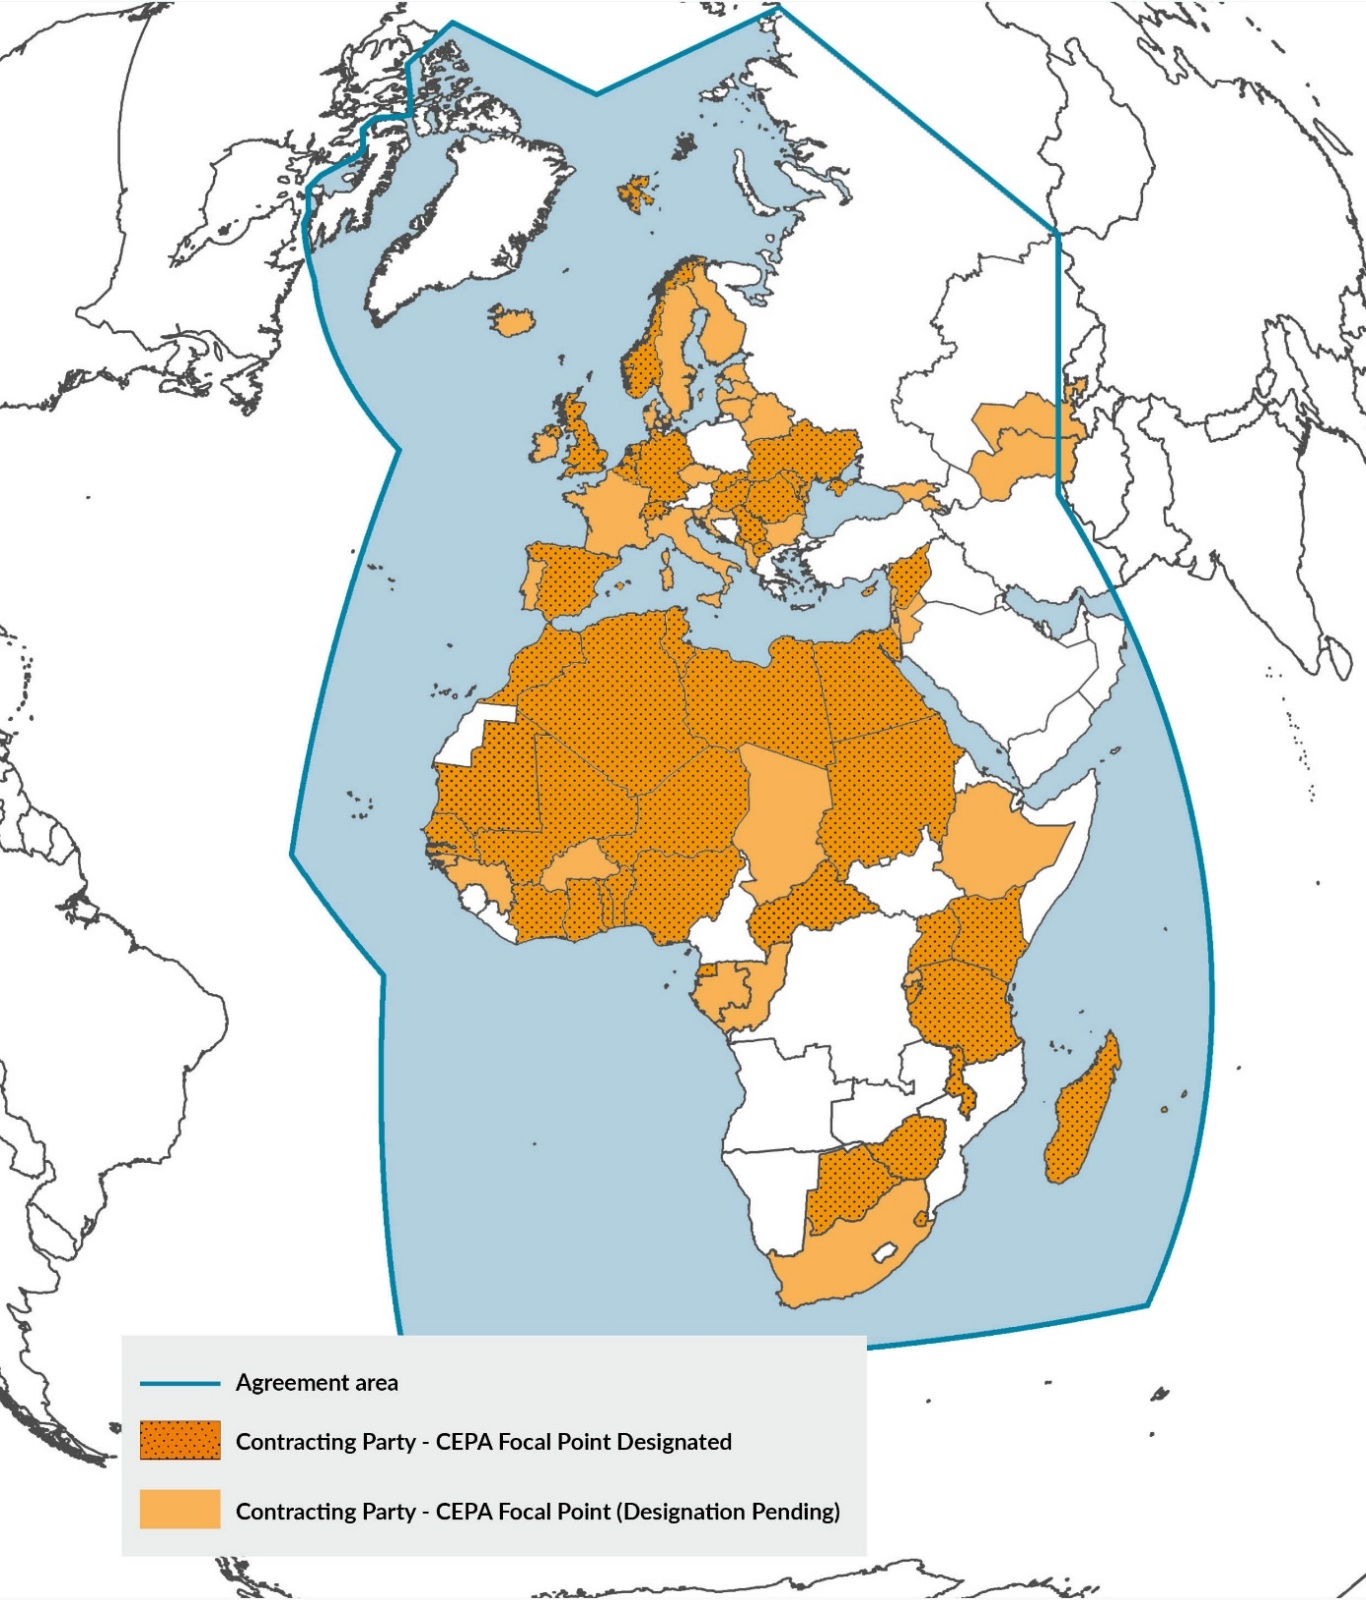 Agreement area
Contracting Party - CEPA Focal Point Designated
Contracting Party - CEPA Focal Point (Designation Pending)